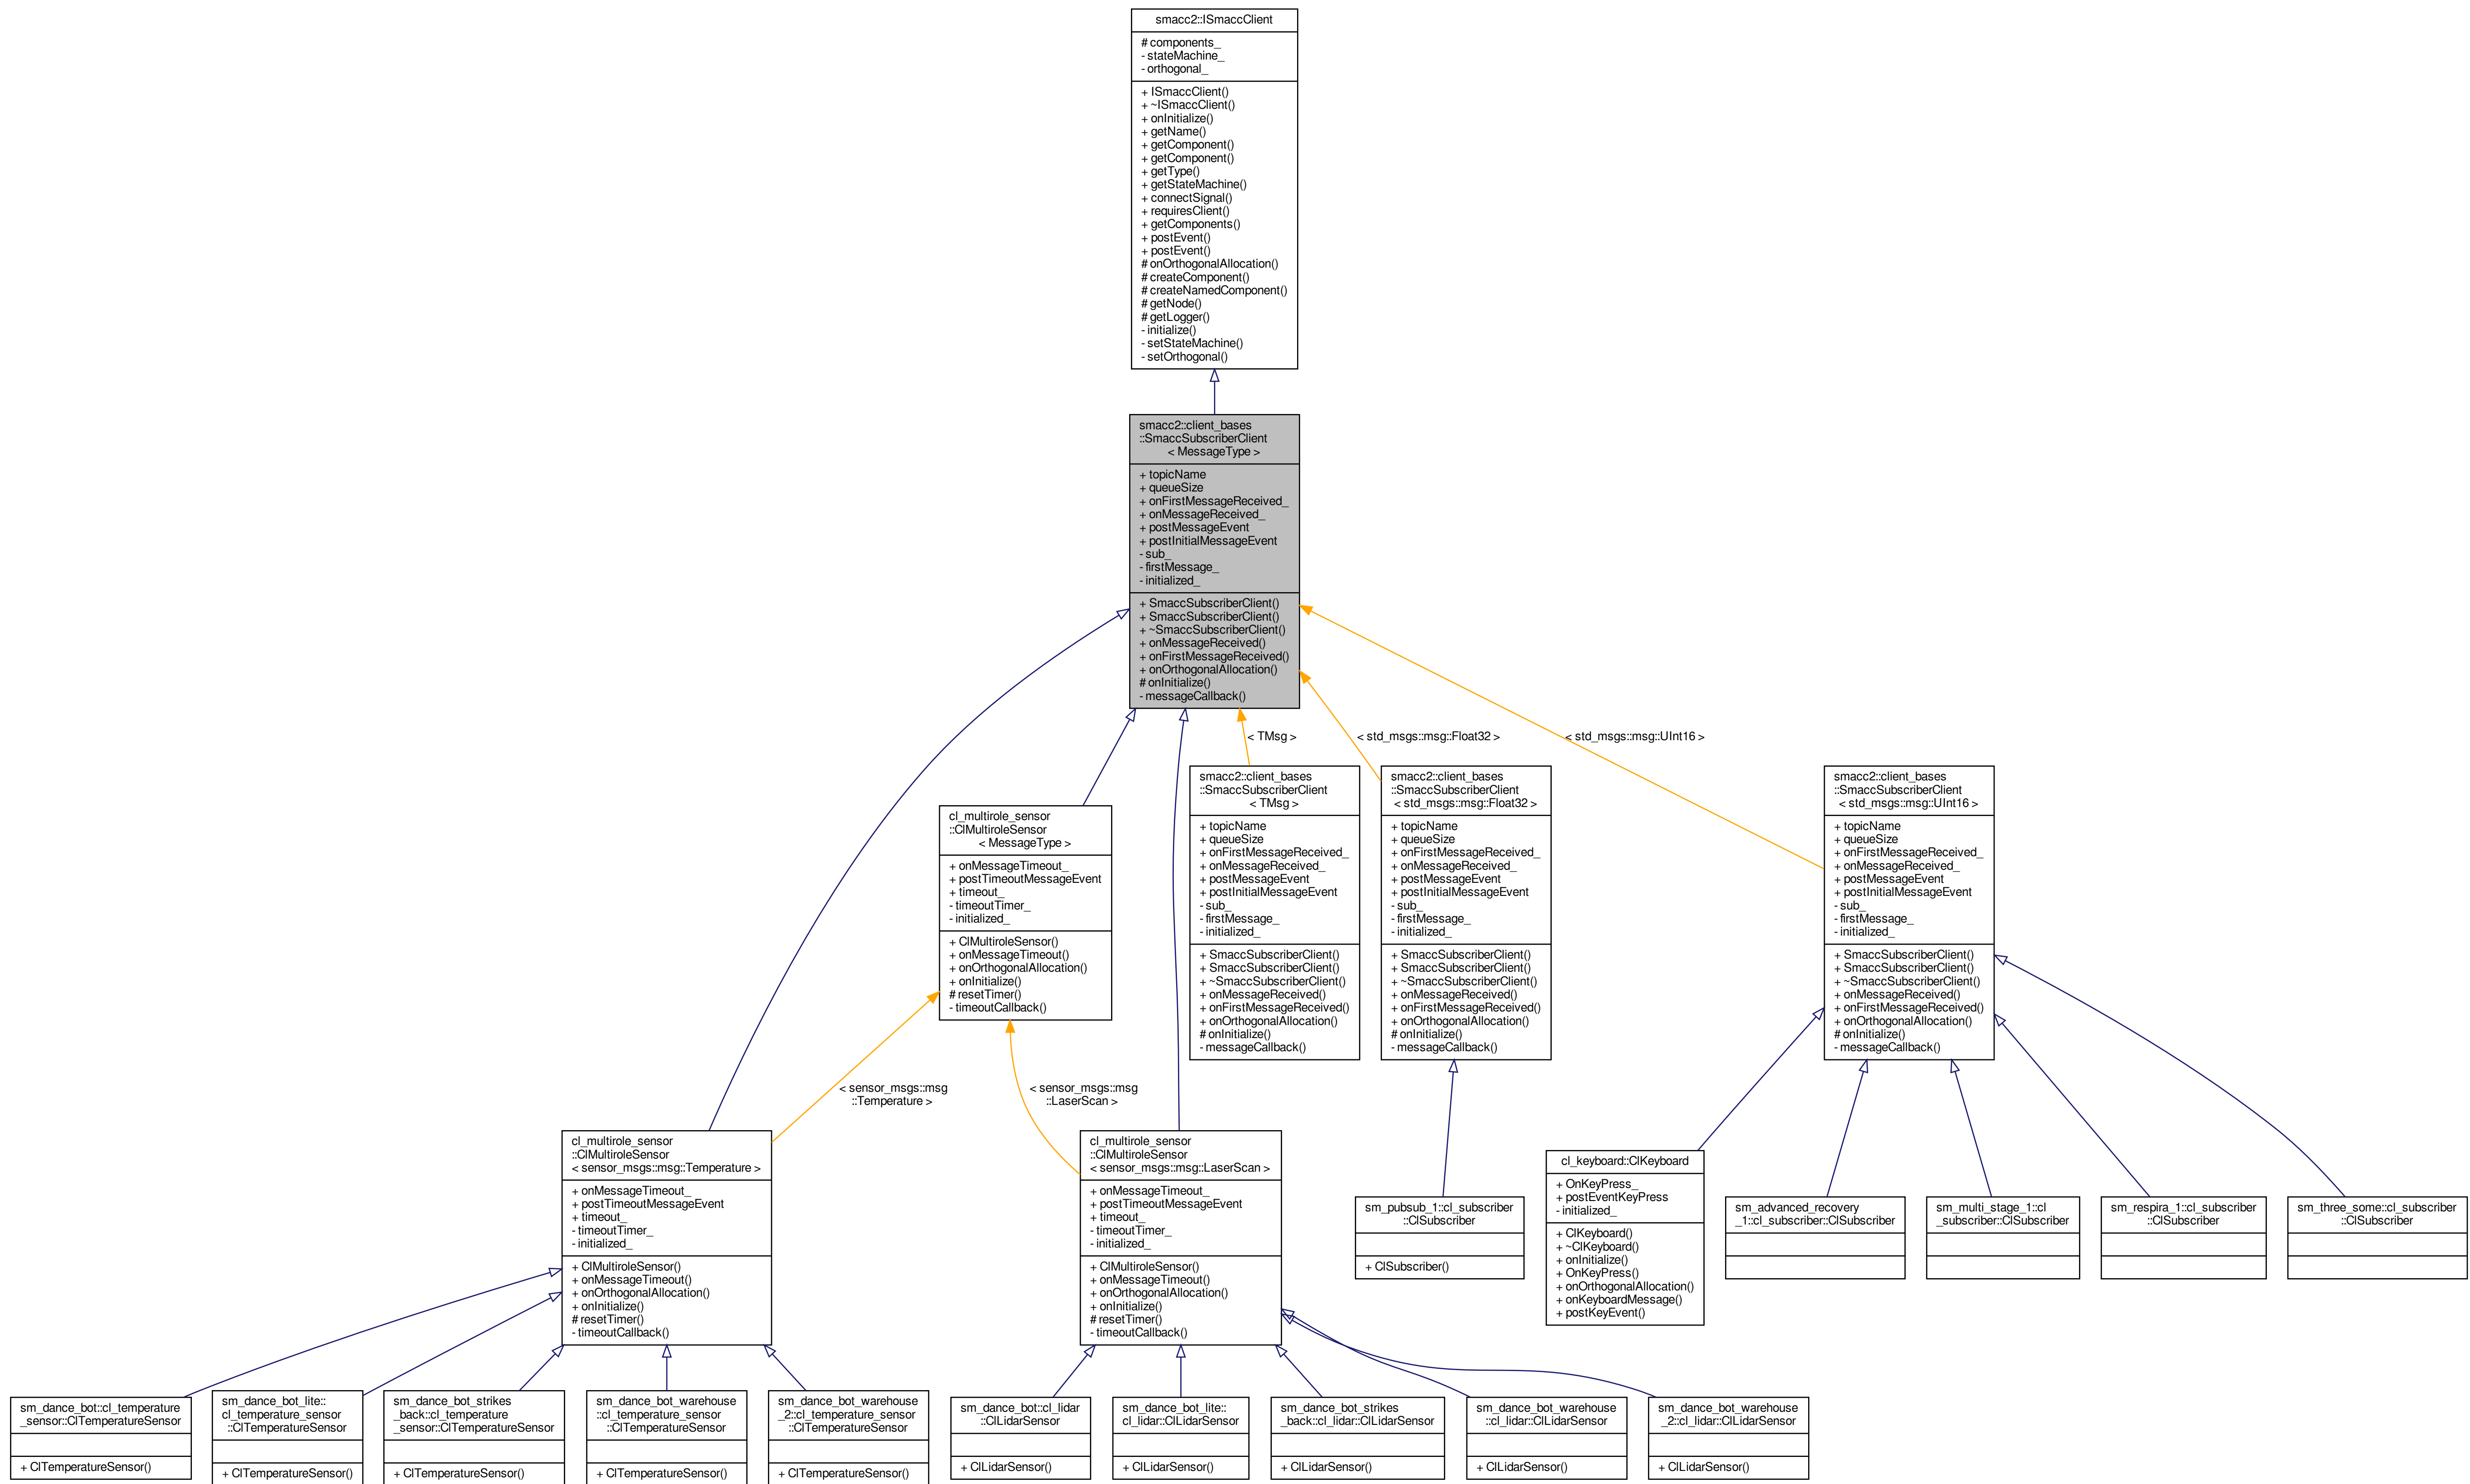 smacc2::ISmaccClient
# components_
- stateMachine_
- orthogonal_
+ ISmaccClient()
+ ~ISmaccClient()
+ onInitialize()
+ getName()
+ getComponent()
+ getComponent()
+ getType()
+ getStateMachine()
+ connectSignal()
+ requiresClient()
+ getComponents()
+ postEvent()
+ postEvent()
# onOrthogonalAllocation()
# createComponent()
# createNamedComponent()
# getNode()
# getLogger()
- initialize()
- setStateMachine()
- setOrthogonal()
smacc2::client_bases
::SmaccSubscriberClient
< MessageType >
+ topicName
+ queueSize
+ onFirstMessageReceived_
+ onMessageReceived_
+ postMessageEvent
+ postInitialMessageEvent
- sub_
- firstMessage_
- initialized_
+ SmaccSubscriberClient()
+ SmaccSubscriberClient()
+ ~SmaccSubscriberClient()
+ onMessageReceived()
+ onFirstMessageReceived()
+ onOrthogonalAllocation()
# onInitialize()
- messageCallback()
< TMsg >
< std_msgs::msg::Float32 >
< std_msgs::msg::UInt16 >
cl_multirole_sensor
::ClMultiroleSensor
< MessageType >
+ onMessageTimeout_
+ postTimeoutMessageEvent
+ timeout_
- timeoutTimer_
- initialized_
+ ClMultiroleSensor()
+ onMessageTimeout()
+ onOrthogonalAllocation()
+ onInitialize()
# resetTimer()
- timeoutCallback()
smacc2::client_bases
::SmaccSubscriberClient
< TMsg >
+ topicName
+ queueSize
+ onFirstMessageReceived_
+ onMessageReceived_
+ postMessageEvent
+ postInitialMessageEvent
- sub_
- firstMessage_
- initialized_
+ SmaccSubscriberClient()
+ SmaccSubscriberClient()
+ ~SmaccSubscriberClient()
+ onMessageReceived()
+ onFirstMessageReceived()
+ onOrthogonalAllocation()
# onInitialize()
- messageCallback()
smacc2::client_bases
::SmaccSubscriberClient
< std_msgs::msg::Float32 >
+ topicName
+ queueSize
+ onFirstMessageReceived_
+ onMessageReceived_
+ postMessageEvent
+ postInitialMessageEvent
- sub_
- firstMessage_
- initialized_
+ SmaccSubscriberClient()
+ SmaccSubscriberClient()
+ ~SmaccSubscriberClient()
+ onMessageReceived()
+ onFirstMessageReceived()
+ onOrthogonalAllocation()
# onInitialize()
- messageCallback()
smacc2::client_bases
::SmaccSubscriberClient
< std_msgs::msg::UInt16 >
+ topicName
+ queueSize
+ onFirstMessageReceived_
+ onMessageReceived_
+ postMessageEvent
+ postInitialMessageEvent
- sub_
- firstMessage_
- initialized_
+ SmaccSubscriberClient()
+ SmaccSubscriberClient()
+ ~SmaccSubscriberClient()
+ onMessageReceived()
+ onFirstMessageReceived()
+ onOrthogonalAllocation()
# onInitialize()
- messageCallback()
< sensor_msgs::msg
::Temperature >
< sensor_msgs::msg
::LaserScan >
cl_multirole_sensor
::ClMultiroleSensor
< sensor_msgs::msg::Temperature >
+ onMessageTimeout_
+ postTimeoutMessageEvent
+ timeout_
- timeoutTimer_
- initialized_
+ ClMultiroleSensor()
+ onMessageTimeout()
+ onOrthogonalAllocation()
+ onInitialize()
# resetTimer()
- timeoutCallback()
cl_multirole_sensor
::ClMultiroleSensor
< sensor_msgs::msg::LaserScan >
+ onMessageTimeout_
+ postTimeoutMessageEvent
+ timeout_
- timeoutTimer_
- initialized_
+ ClMultiroleSensor()
+ onMessageTimeout()
+ onOrthogonalAllocation()
+ onInitialize()
# resetTimer()
- timeoutCallback()
sm_pubsub_1::cl_subscriber
::ClSubscriber
+ ClSubscriber()
cl_keyboard::ClKeyboard
+ OnKeyPress_
+ postEventKeyPress
- initialized_
+ ClKeyboard()
+ ~ClKeyboard()
+ onInitialize()
+ OnKeyPress()
+ onOrthogonalAllocation()
+ onKeyboardMessage()
+ postKeyEvent()
sm_advanced_recovery
_1::cl_subscriber::ClSubscriber
sm_multi_stage_1::cl
_subscriber::ClSubscriber
sm_respira_1::cl_subscriber
::ClSubscriber
sm_three_some::cl_subscriber
::ClSubscriber
sm_dance_bot::cl_temperature
_sensor::ClTemperatureSensor
+ ClTemperatureSensor()
sm_dance_bot_lite::
cl_temperature_sensor
::ClTemperatureSensor
+ ClTemperatureSensor()
sm_dance_bot_strikes
_back::cl_temperature
_sensor::ClTemperatureSensor
+ ClTemperatureSensor()
sm_dance_bot_warehouse
::cl_temperature_sensor
::ClTemperatureSensor
+ ClTemperatureSensor()
sm_dance_bot_warehouse
_2::cl_temperature_sensor
::ClTemperatureSensor
+ ClTemperatureSensor()
sm_dance_bot::cl_lidar
::ClLidarSensor
+ ClLidarSensor()
sm_dance_bot_lite::
cl_lidar::ClLidarSensor
+ ClLidarSensor()
sm_dance_bot_strikes
_back::cl_lidar::ClLidarSensor
+ ClLidarSensor()
sm_dance_bot_warehouse
::cl_lidar::ClLidarSensor
+ ClLidarSensor()
sm_dance_bot_warehouse
_2::cl_lidar::ClLidarSensor
+ ClLidarSensor()